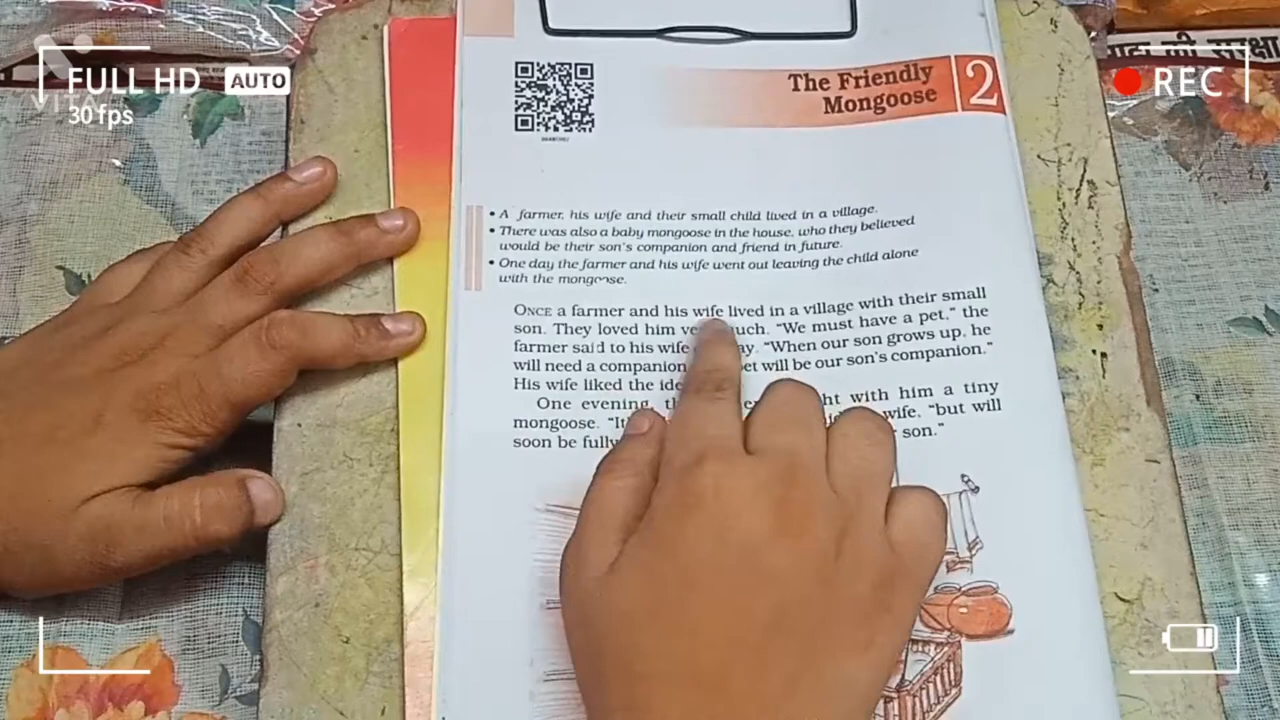 FULL HD AUTO
30 fps
VITA
REC
The Friendly
Mongoose
2
• A farmer, his wife and their small child lived in a village.
• There was also a baby mongoose in the house, who they believed
would be their son's companion and friend in future.
• One day the farmer and his wife went out leaving the child alone
with the mongoose.
ONCE a farmer and his wife lived in a village with their small
son. They loved him much. "We must have a pet," the
farmer said to his wife "When our son grows up, he
will need a companion will be our son's companion."
His wife liked the
One evening, with him a tiny
mongoose. wife, "but will
soon be fully son."